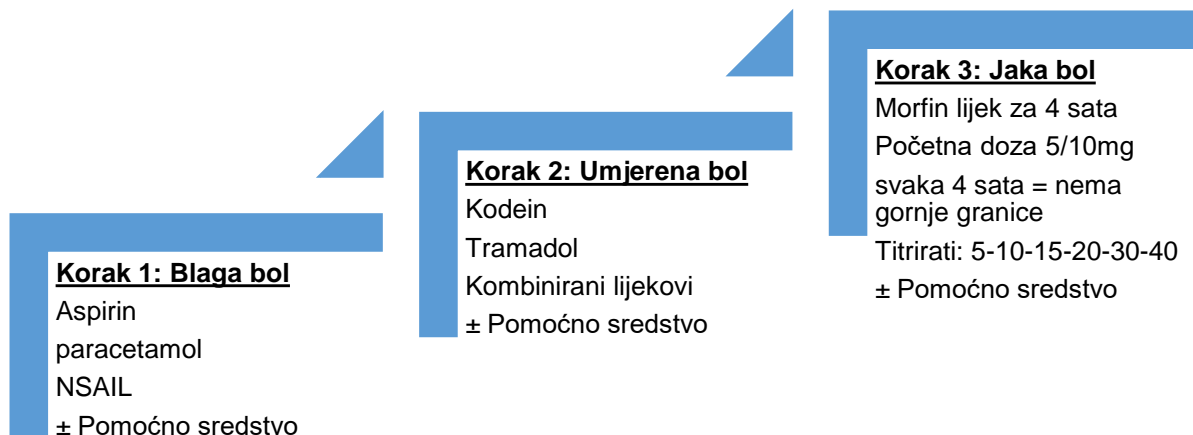 Korak 1: Blaga bol
Aspirin
paracetamol
NSAIL
± Pomoćno sredstvo
Korak 2: Umjerena bol
Kodein
Tramadol
Kombinirani lijekovi
± Pomoćno sredstvo
Korak 3: Jaka bol
Morfin lijek za 4 sata
Početna doza 5/10mg
svaka 4 sata = nema
gornje granice
Titrirati: 5-10-15-20-30-40
± Pomoćno sredstvo